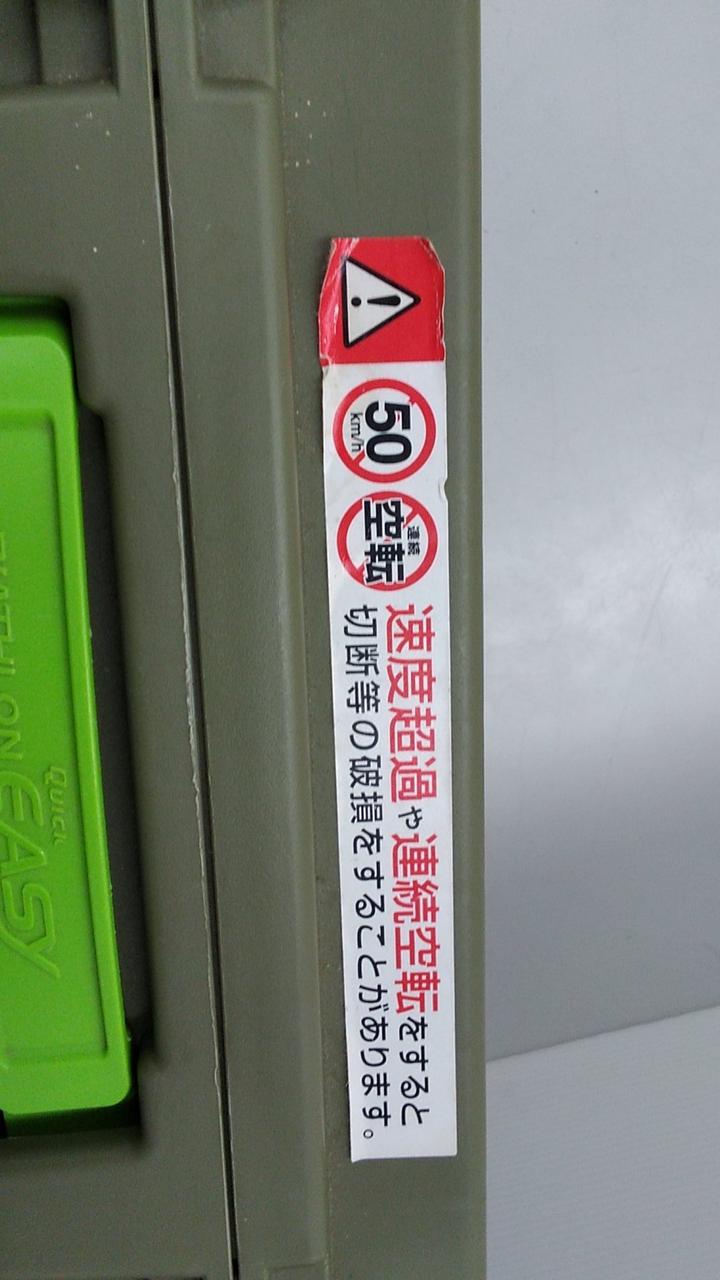 50
km/h
連続
空転
速度超過や連続空転をすると
切断等の破損をすることがあります。
QUICK
EASY